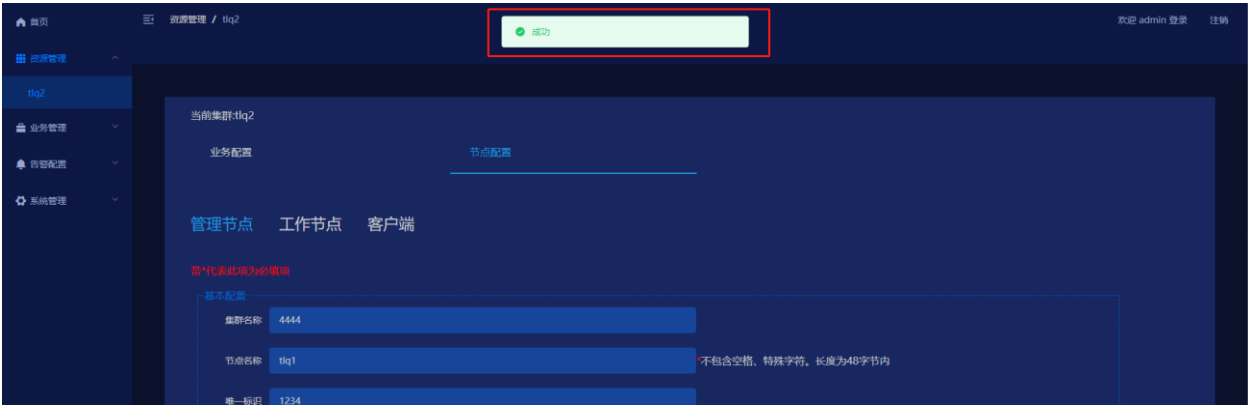 首页
资源管理 / tlq2
成功
欢迎 admin 登录 注销
资源管理
tlq2
业务管理
告警配置
系统管理
当前集群:tlq2
业务配置 节点配置
管理节点 工作节点 客户端
带*代表此项为必填项
基本配置
集群名称 4444
节点名称 tlq1 *不包含空格、特殊字符。长度为48字节内
唯一标识 1234